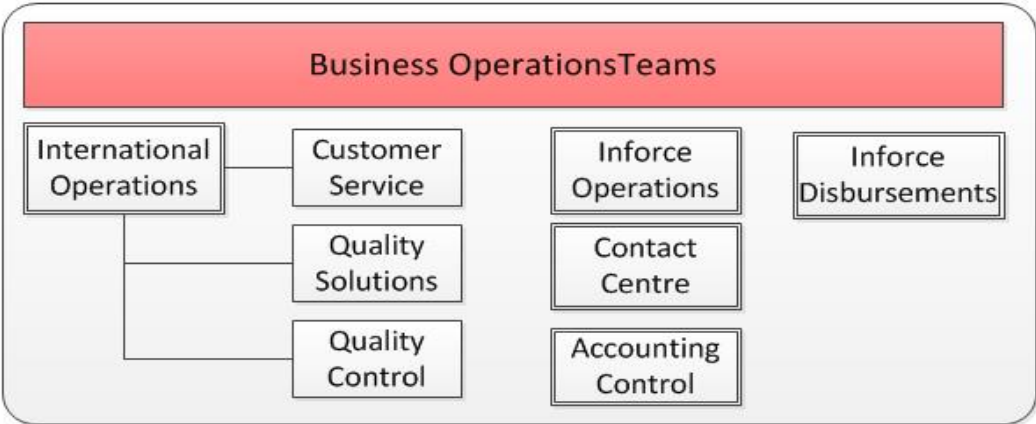 Business OperationsTeams
International
Operations
Customer
Service
Inforce
Operations
Inforce
Disbursements
Quality
Solutions
Contact
Centre
Quality
Control
Accounting
Control